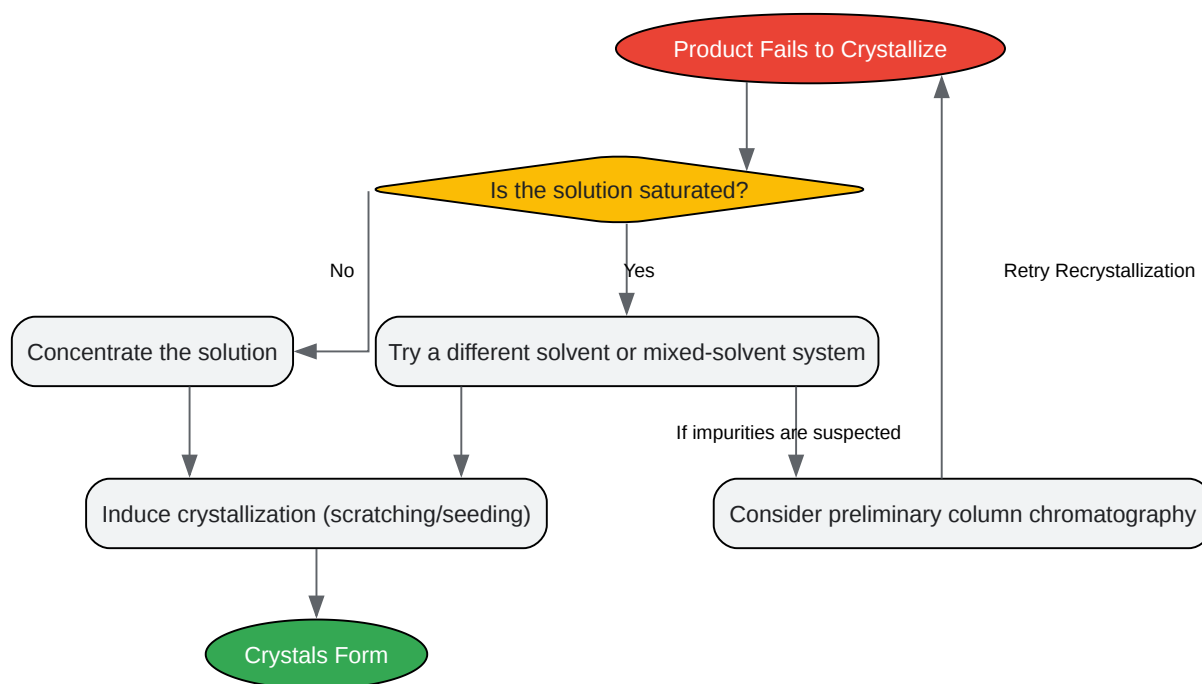 Product Fails to Crystallize
Is the solution saturated?
No
Yes
Retry Recrystallization
Concentrate the solution
Try a different solvent or mixed-solvent system
If impurities are suspected
Induce crystallization (scratching/seeding)
Consider preliminary column chromatography
Crystals Form